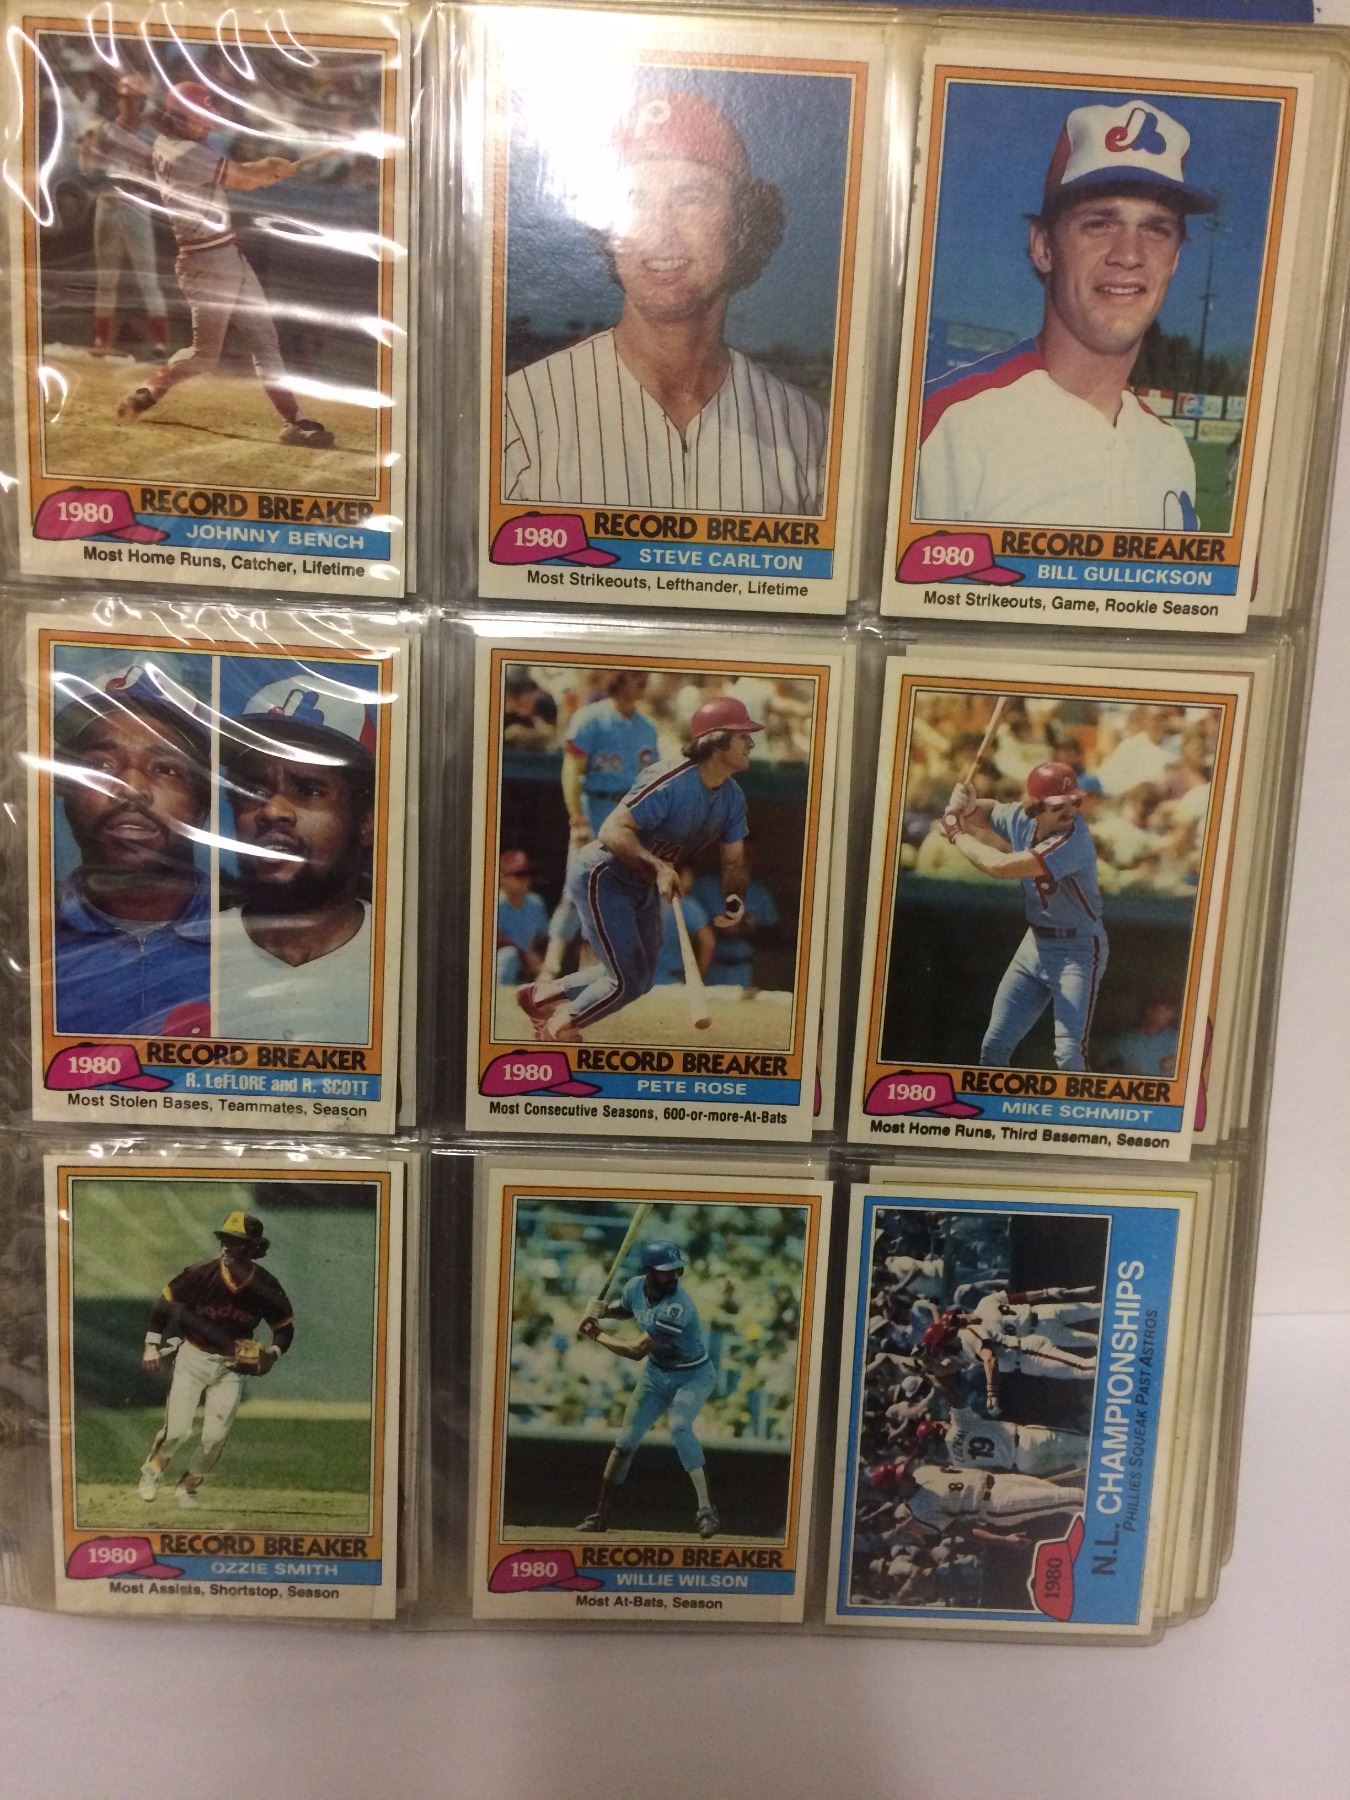 1980
RECORD BREAKER
JOHNNY BENCH
Most Home Runs, Catcher, Lifetime
P
1980
RECORD BREAKER
STEVE CARLTON
Most Strikeouts, Lefthander, Lifetime
1980
RECORD BREAKER
BILL GULLICKSON
Most Strikeouts, Game, Rookie Season
1980
RECORD BREAKER
R. LeFLORE and R. SCOTT
Most Stolen Bases, Teammates, Season
1980
RECORD BREAKER
PETE ROSE
Most Consecutive Seasons, 600-or-more-At-Bats
1980
RECORD BREAKER
MIKE SCHMIDT
Most Home Runs, Third Baseman, Season
1980
RECORD BREAKER
OZZIE SMITH
Most Assists, Shortstop, Season
1980
RECORD BREAKER
WILLIE WILSON
Most At-Bats, Season
19
8
1980
N.L. CHAMPIONSHIPS
PHILLIES SQUEAK PAST ASTROS